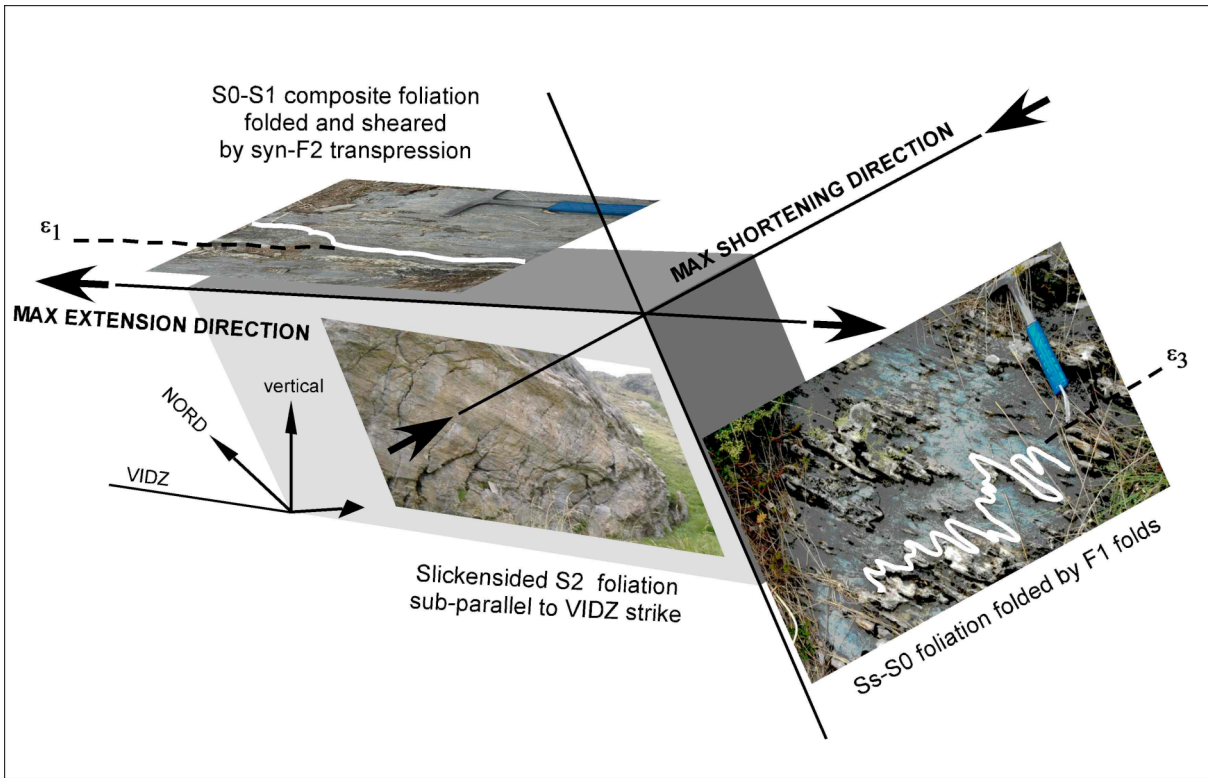 S0-S1 composite foliation
folded and sheared
by syn-F2 transpression
ε1
MAX SHORTENING DIRECTION
MAX EXTENSION DIRECTION
ε3
vertical
NORD
VIDZ
Slickensided S2 foliation
sub-parallel to VIDZ strike
Ss-S0 foliation folded by F1 folds